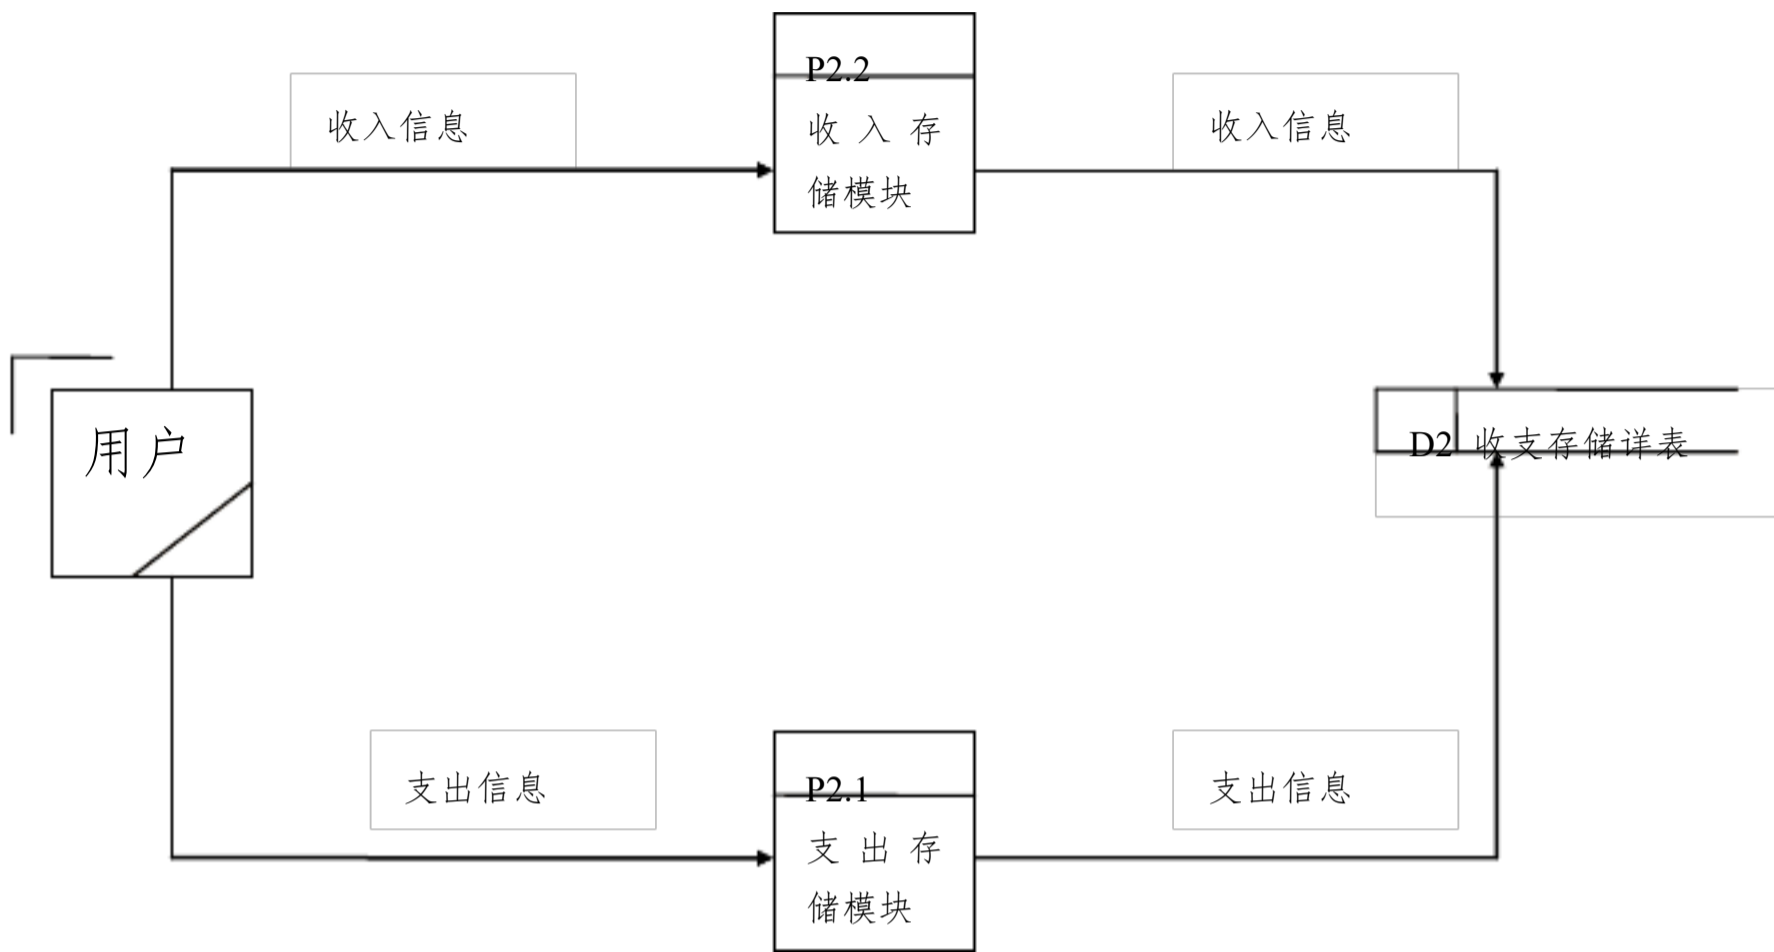 P2.2
收入信息
收入存
储模块
收入信息
用户
D2 收支存储详表
支出信息
P2.1
支出存
储模块
支出信息